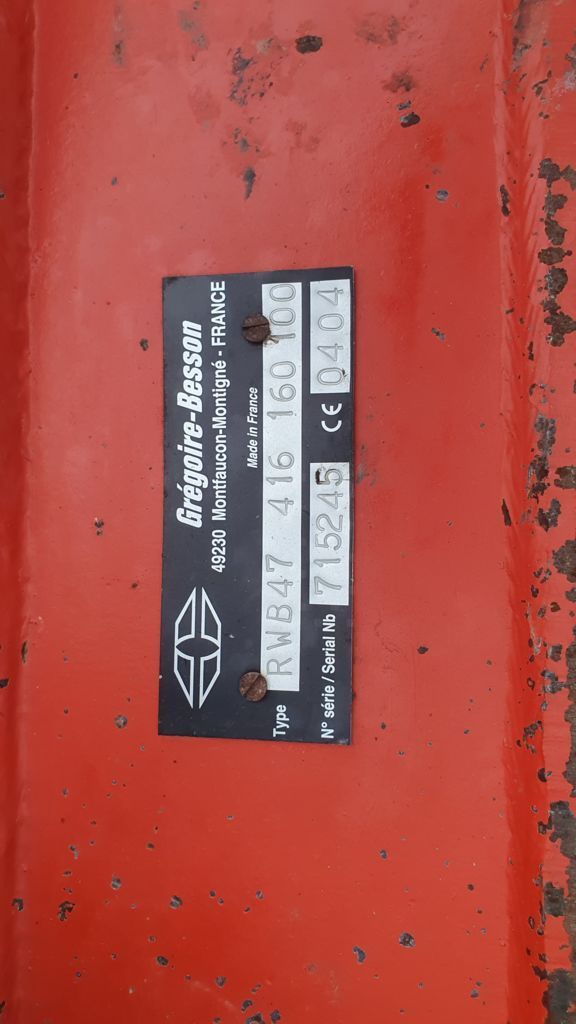 Grégoire-Besson
49230 Montfaucon-Montigné - FRANCE
Made in France
Type RWB47 416 160 100
N° série / Serial Nb 715245 CE 0404